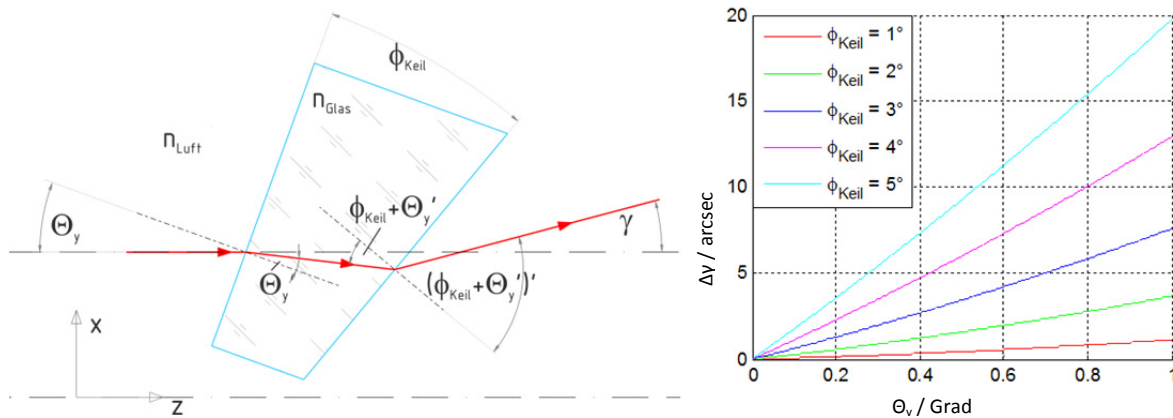 ϕKeil
nGlas
nLuft
Θy
ϕKeil+Θy'
γ
Θy'
(ϕKeil+Θy')'
X
Z
20
15
10
5
0
Δγ / arcsec
ϕKeil = 1°
ϕKeil = 2°
ϕKeil = 3°
ϕKeil = 4°
ϕKeil = 5°
0 0.2 0.4 0.6 0.8 1
Θy / Grad